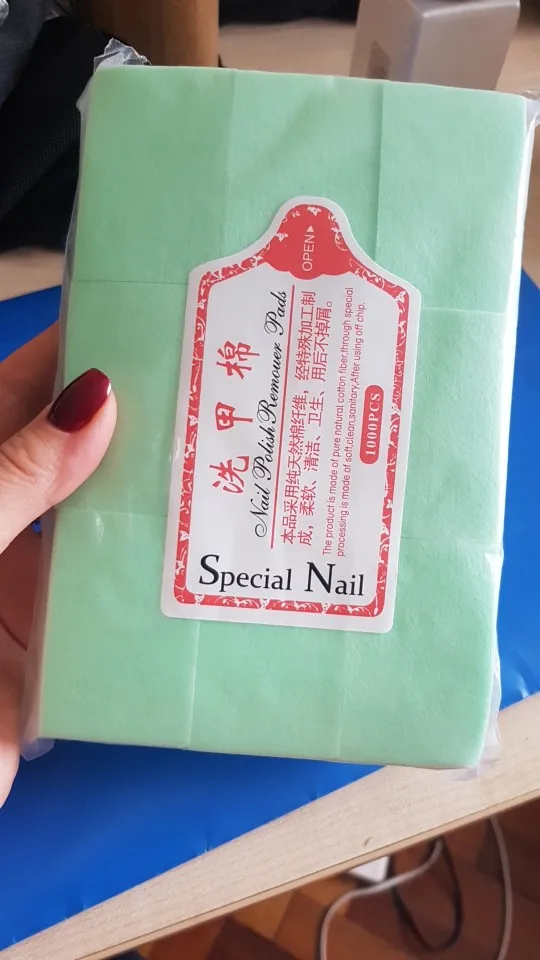 OPEN
洗甲棉
Nail Polish Remouer Pads
本品采用纯天然棉纤维，经特殊加工制
成，柔软、清洁、卫生、用后不掉屑。
The product is made of pure natural cotton fiber,through special
processing is made of soft,clean,sanitary,After using off chip.
1000PCS
Special Nail